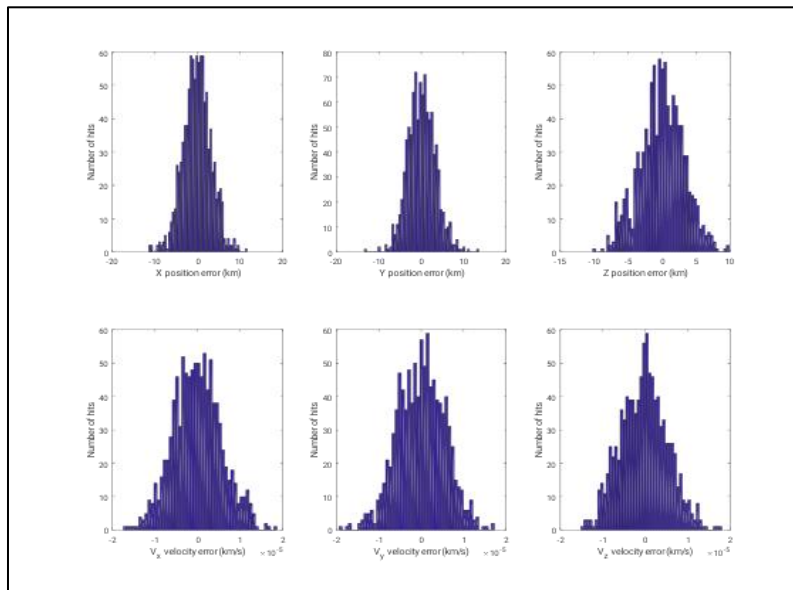 60
50
40
30
20
10
0
Number of hits
-20 -10 0 10 20
X position error (km)
80
70
60
50
40
30
20
10
0
Number of hits
-20 -10 0 10 20
Y position error (km)
60
50
40
30
20
10
0
Number of hits
-15 -10 -5 0 5 10
Z position error (km)
60
50
40
30
20
10
0
Number of hits
-2 -1 0 1 2
Vx velocity error (km/s) ×10-5
60
50
40
30
20
10
0
Number of hits
-2 -1 0 1 2
Vy velocity error (km/s) ×10-5
60
50
40
30
20
10
0
Number of hits
-2 -1 0 1 2
Vz velocity error (km/s) ×10-5